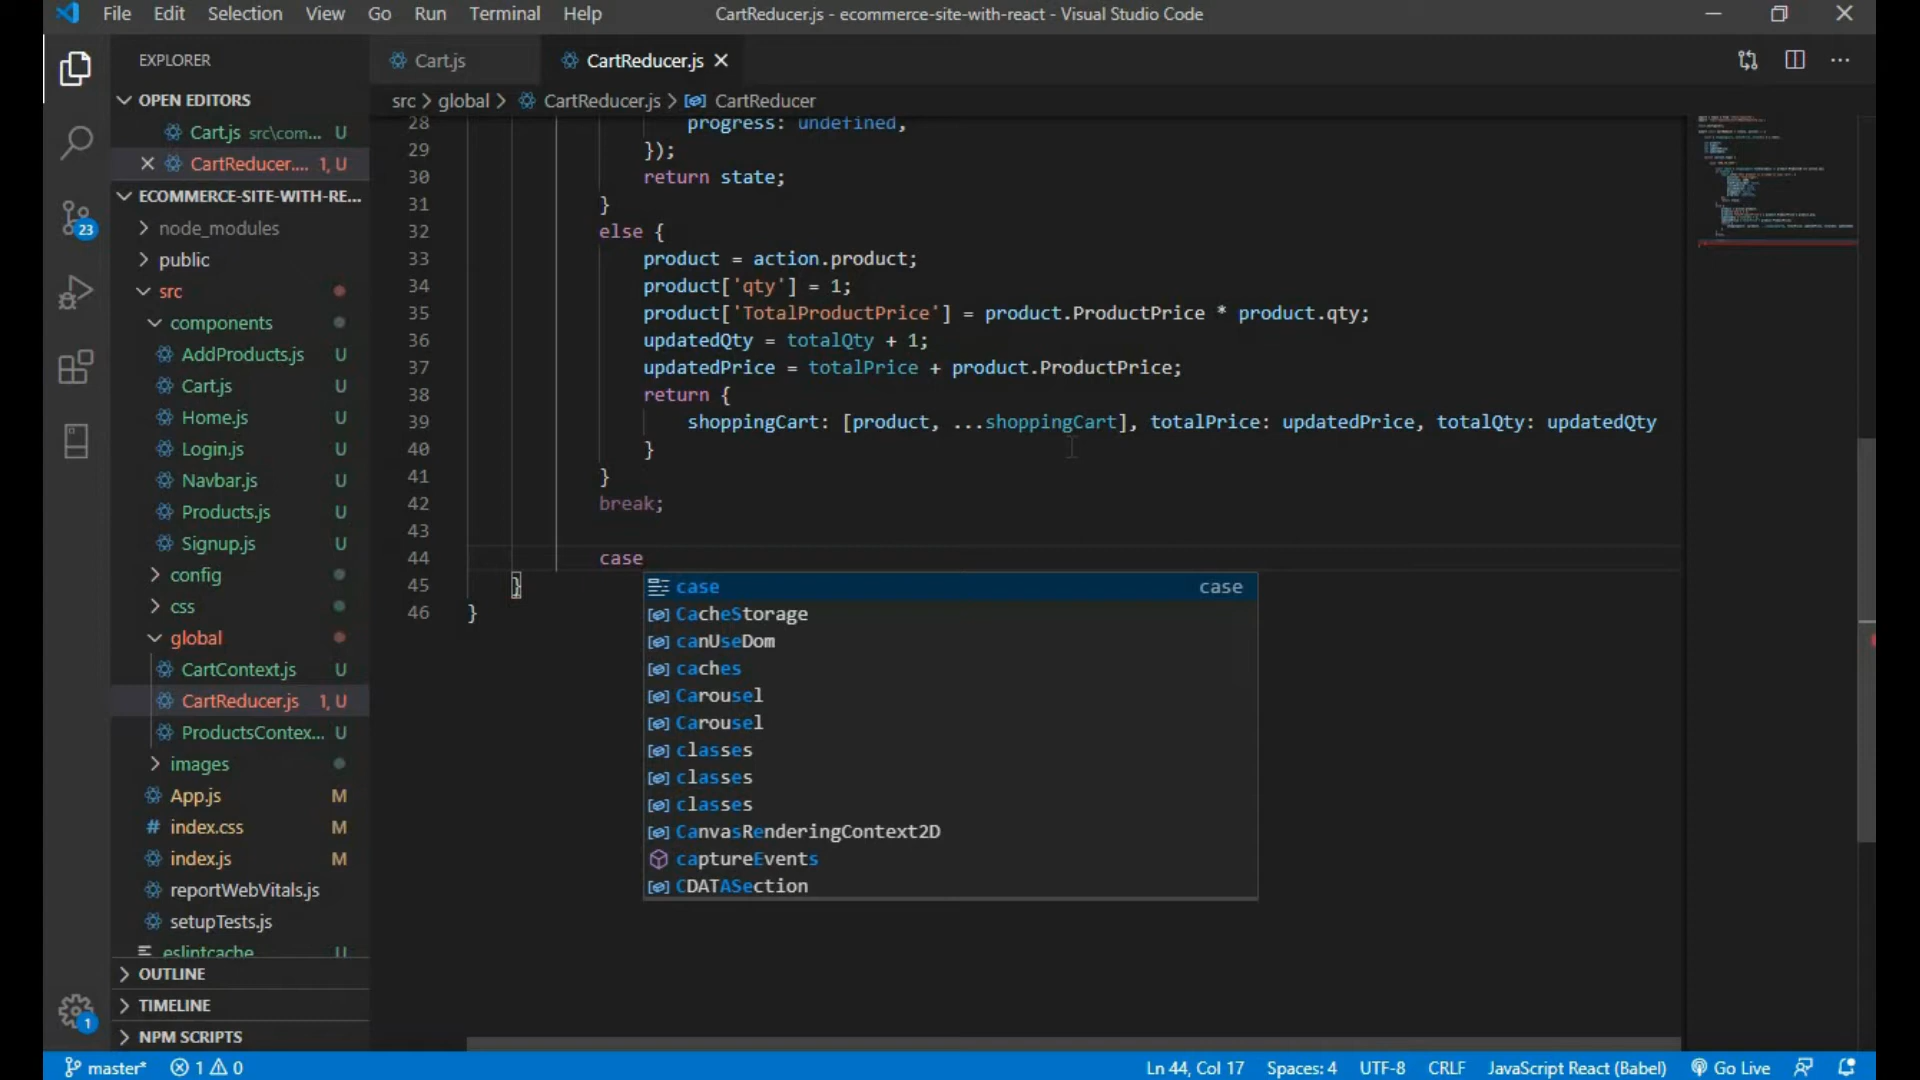 File Edit Selection View Go Run Terminal Help CartReducer.js - ecommerce-site-with-react - Visual Studio Code
EXPLORER
Cart.js CartReducer.js
OPEN EDITORS
src > global > CartReducer.js > CartReducer
Cart.js src\com... U
CartReducer.... 1, U
ECOMMERCE-SITE-WITH-RE...
node_modules
public
src
components
AddProducts.js U
Cart.js U
Home.js U
Login.js U
Navbar.js U
Products.js U
Signup.js U
config
css
global
CartContext.js U
CartReducer.js 1, U
ProductsContex... U
images
App.js M
index.css M
index.js M
reportWebVitals.js
setupTests.js
eslintcache U
OUTLINE
TIMELINE
NPM SCRIPTS
23
1
28 progress: undefined,
29 });
30 return state;
31 }
32 else {
33 product = action.product;
34 product['qty'] = 1;
35 product['TotalProductPrice'] = product.ProductPrice * product.qty;
36 updatedQty = totalQty + 1;
37 updatedPrice = totalPrice + product.ProductPrice;
38 return {
39 shoppingCart: [product, ...shoppingCart], totalPrice: updatedPrice, totalQty: updatedQty
40 }
41 }
42 break;
43
44 case
45 }
46 }
case case
CacheStorage
canUseDom
caches
Carousel
Carousel
classes
classes
classes
CanvasRenderingContext2D
captureEvents
CDATASection
master* 1 0 Ln 44, Col 17 Spaces: 4 UTF-8 CRLF JavaScript React (Babel) Go Live